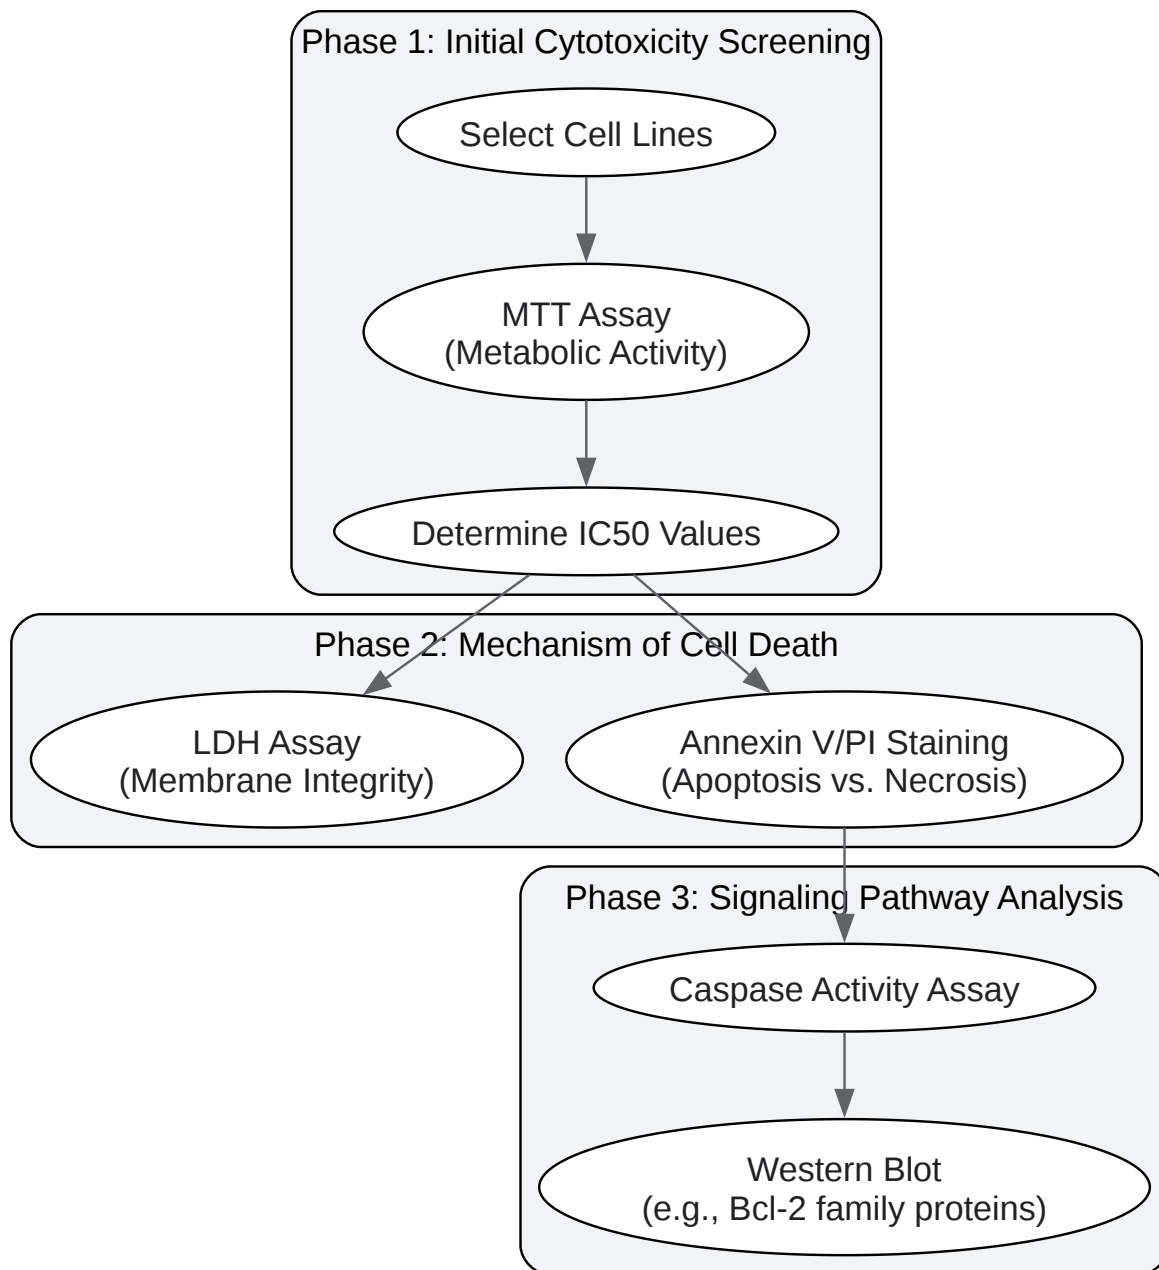 Phase 1: Initial Cytotoxicity Screening
Select Cell Lines
MTT Assay
(Metabolic Activity)
Determine IC50 Values
Phase 2: Mechanism of Cell Death
LDH Assay
(Membrane Integrity)
Annexin V/PI Staining
(Apoptosis vs. Necrosis)
Phase 3: Signaling Pathway Analysis
Caspase Activity Assay
Western Blot
(e.g., Bcl-2 family proteins)